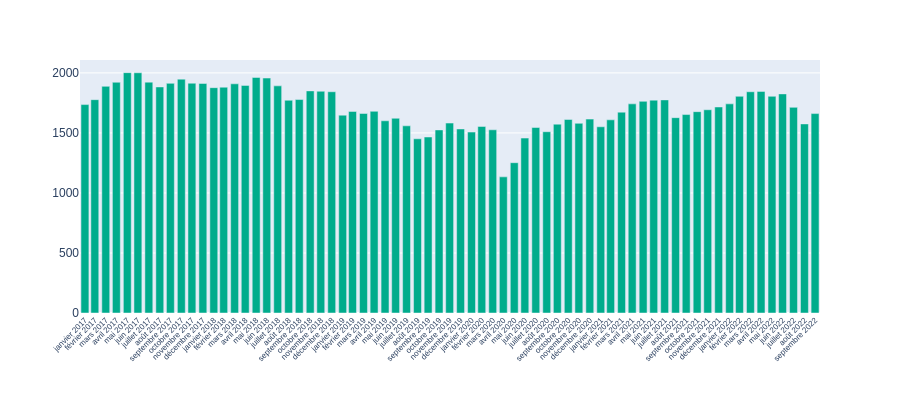 2000
1500
1000
500
0
janvier 2017
février 2017
mars 2017
avril 2017
mai 2017
juin 2017
juillet 2017
août 2017
septembre 2017
octobre 2017
novembre 2017
décembre 2017
janvier 2018
février 2018
mars 2018
avril 2018
mai 2018
juin 2018
juillet 2018
août 2018
septembre 2018
octobre 2018
novembre 2018
décembre 2018
janvier 2019
février 2019
mars 2019
avril 2019
mai 2019
juin 2019
juillet 2019
août 2019
septembre 2019
octobre 2019
novembre 2019
décembre 2019
janvier 2020
février 2020
mars 2020
avril 2020
mai 2020
juin 2020
juillet 2020
août 2020
septembre 2020
octobre 2020
novembre 2020
décembre 2020
janvier 2021
février 2021
mars 2021
avril 2021
mai 2021
juin 2021
juillet 2021
août 2021
septembre 2021
octobre 2021
novembre 2021
décembre 2021
janvier 2022
février 2022
mars 2022
avril 2022
mai 2022
juin 2022
juillet 2022
août 2022
septembre 2022